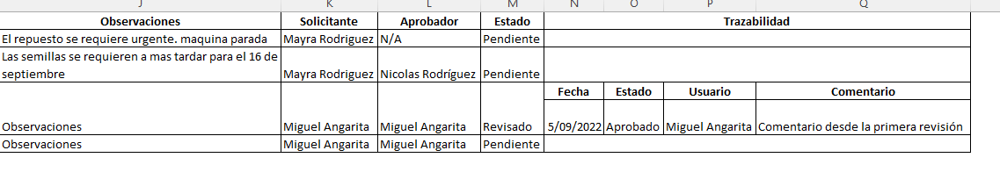 J K L M N O P Q
Observaciones Solicitante Aprobador Estado Trazabilidad
El repuesto se requiere urgente. maquina parada Mayra Rodriguez N/A Pendiente
Las semillas se requieren a mas tardar para el 16 de
septiembre Mayra Rodriguez Nicolas Rodríguez Pendiente
Fecha Estado Usuario Comentario
Observaciones Miguel Angarita Miguel Angarita Revisado 5/09/2022 Aprobado Miguel Angarita Comentario desde la primera revisión
Observaciones Miguel Angarita Miguel Angarita Pendiente